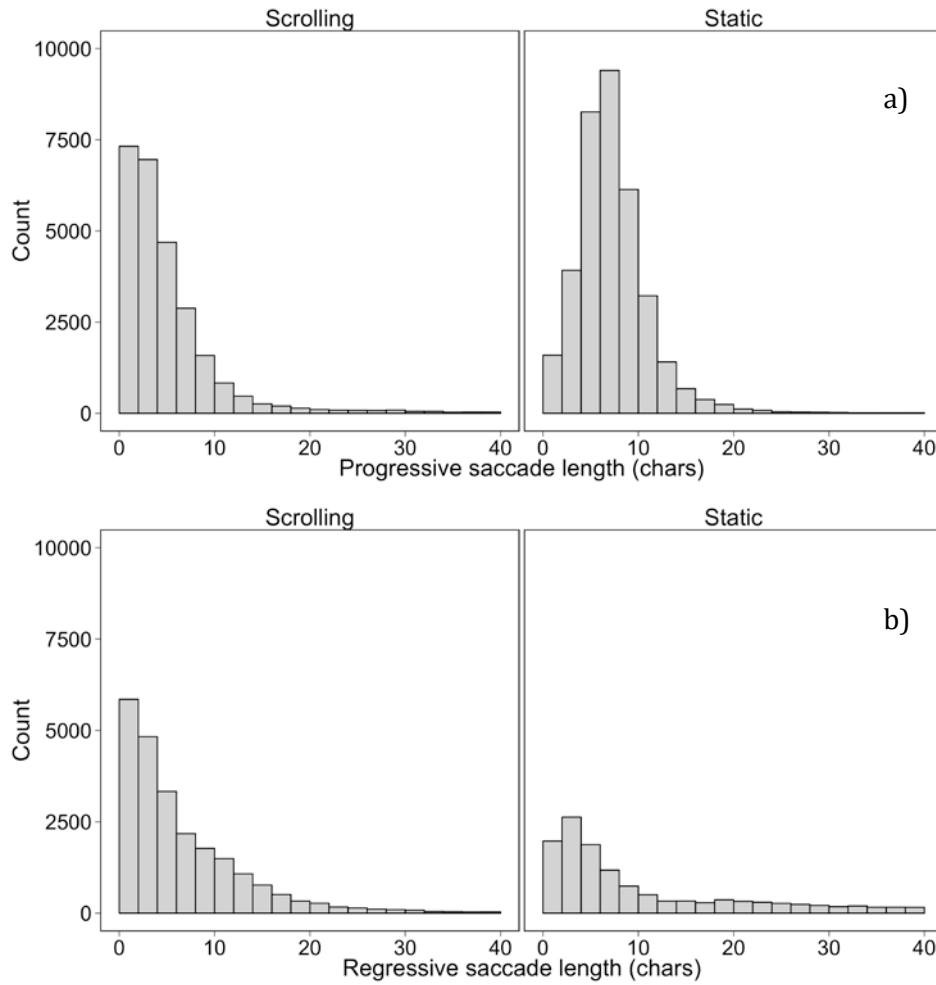 Scrolling Static
10000
a)
7500
5000
2500
0
Count
0 10 20 30 40 0 10 20 30 40
Progressive saccade length (chars)
Scrolling Static
10000
b)
7500
5000
2500
0
Count
0 10 20 30 40 0 10 20 30 40
Regressive saccade length (chars)